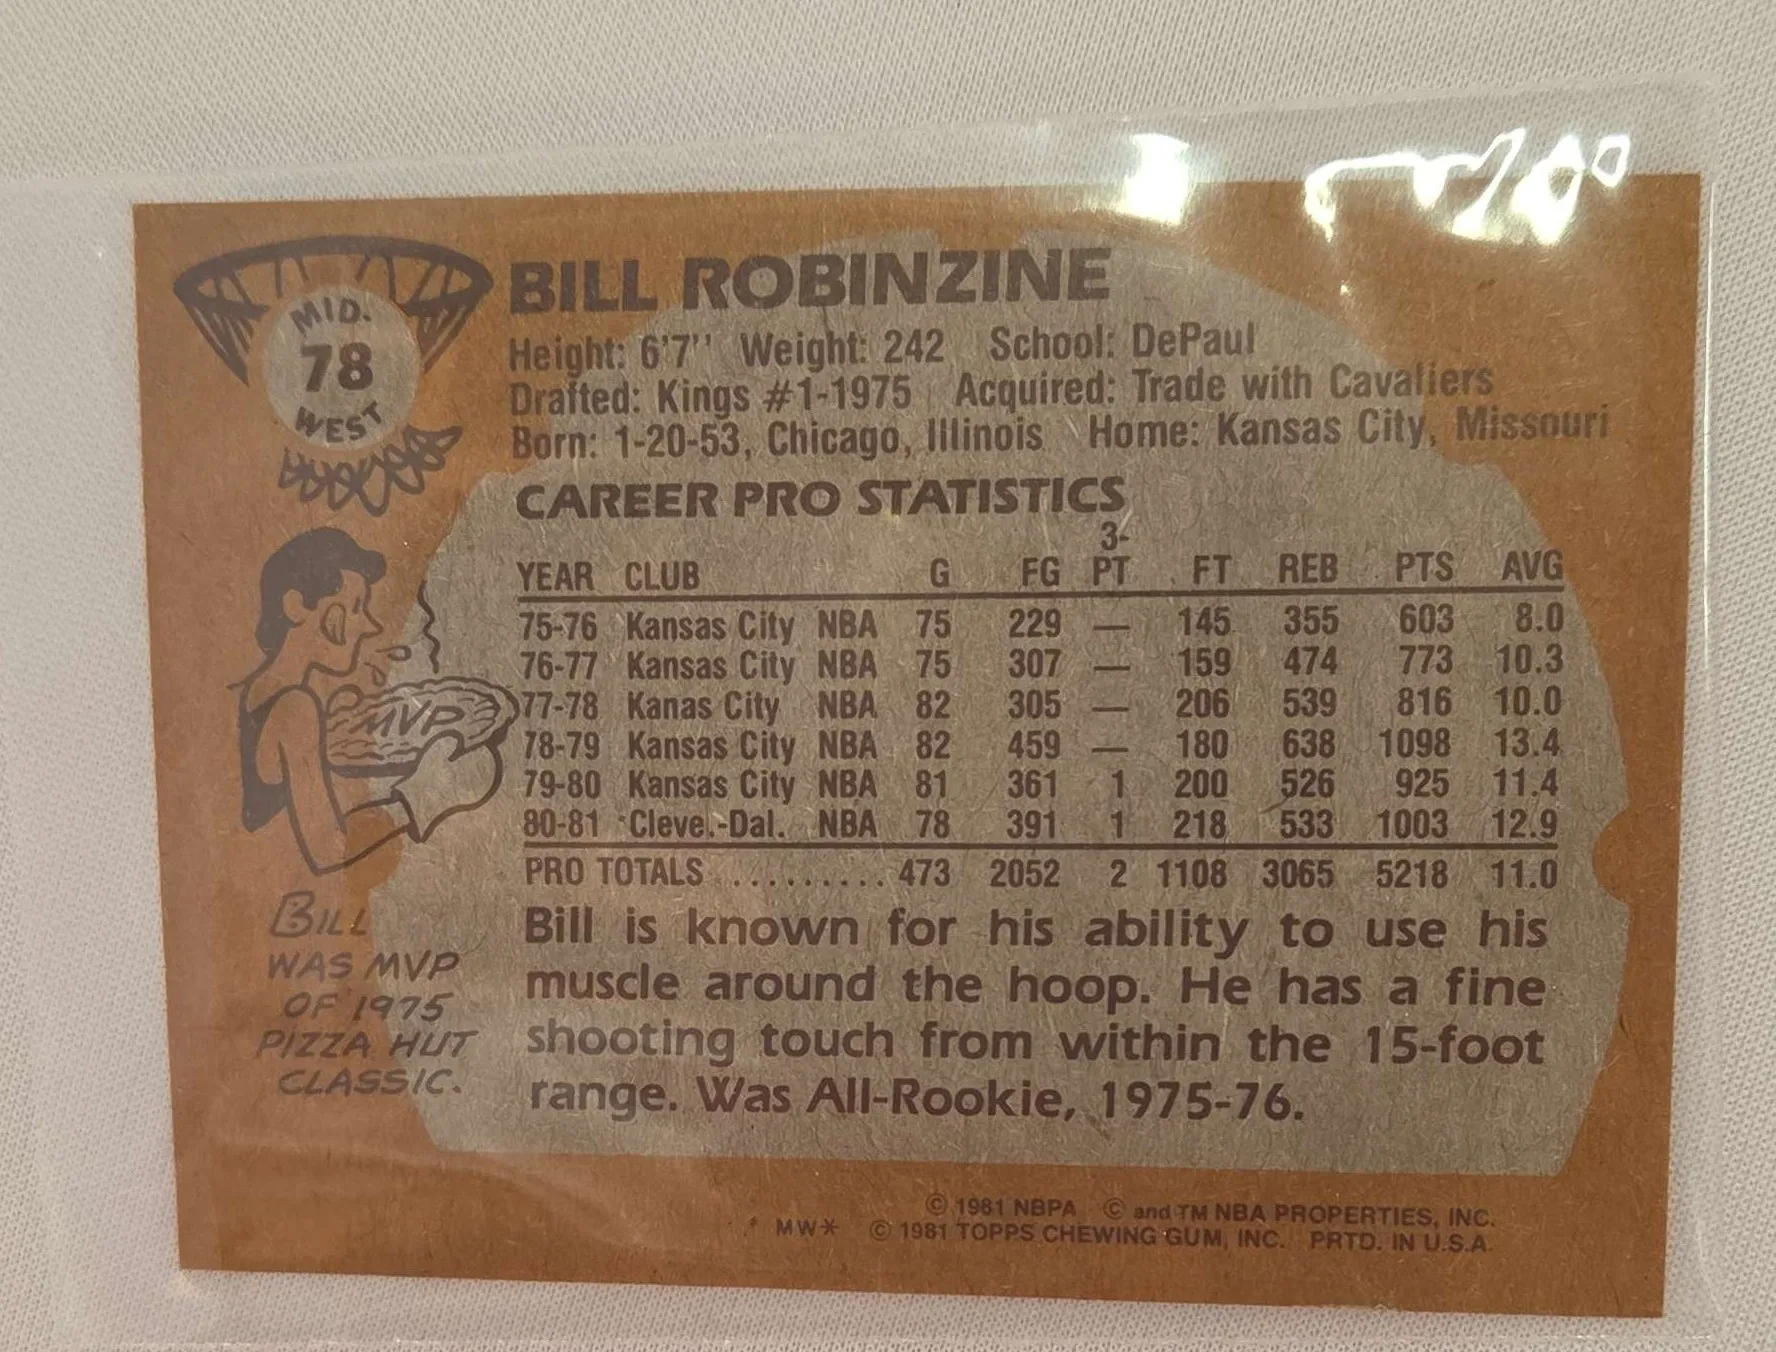 MID.
78
WEST
BILL ROBINZINE
Height: 6'7'' Weight: 242 School: DePaul
Drafted: Kings #1-1975 Acquired: Trade with Cavaliers
Born: 1-20-53, Chicago, Illinois Home: Kansas City, Missouri
CAREER PRO STATISTICS
3-
YEAR CLUB G FG PT FT REB PTS AVG
75-76 Kansas City NBA 75 229 — 145 355 603 8.0
76-77 Kansas City NBA 75 307 — 159 474 773 10.3
77-78 Kanas City NBA 82 305 — 206 539 816 10.0
78-79 Kansas City NBA 82 459 — 180 638 1098 13.4
79-80 Kansas City NBA 81 361 1 200 526 925 11.4
80-81 Cleve.-Dal. NBA 78 391 1 218 533 1003 12.9
PRO TOTALS .......... 473 2052 2 1108 3065 5218 11.0
MVP
BILL
WAS MVP
OF 1975
PIZZA HUT
CLASSIC.
Bill is known for his ability to use his
muscle around the hoop. He has a fine
shooting touch from within the 15-foot
range. Was All-Rookie, 1975-76.
© 1981 NBPA © and TM NBA PROPERTIES, INC.
* MW* © 1981 TOPPS CHEWING GUM, INC. PRTD. IN U.S.A.